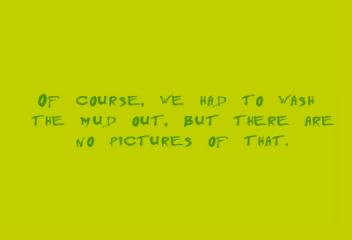 OF COURSE, WE HAD TO WASH
THE MUD OUT, BUT THERE ARE
NO PICTURES OF THAT.